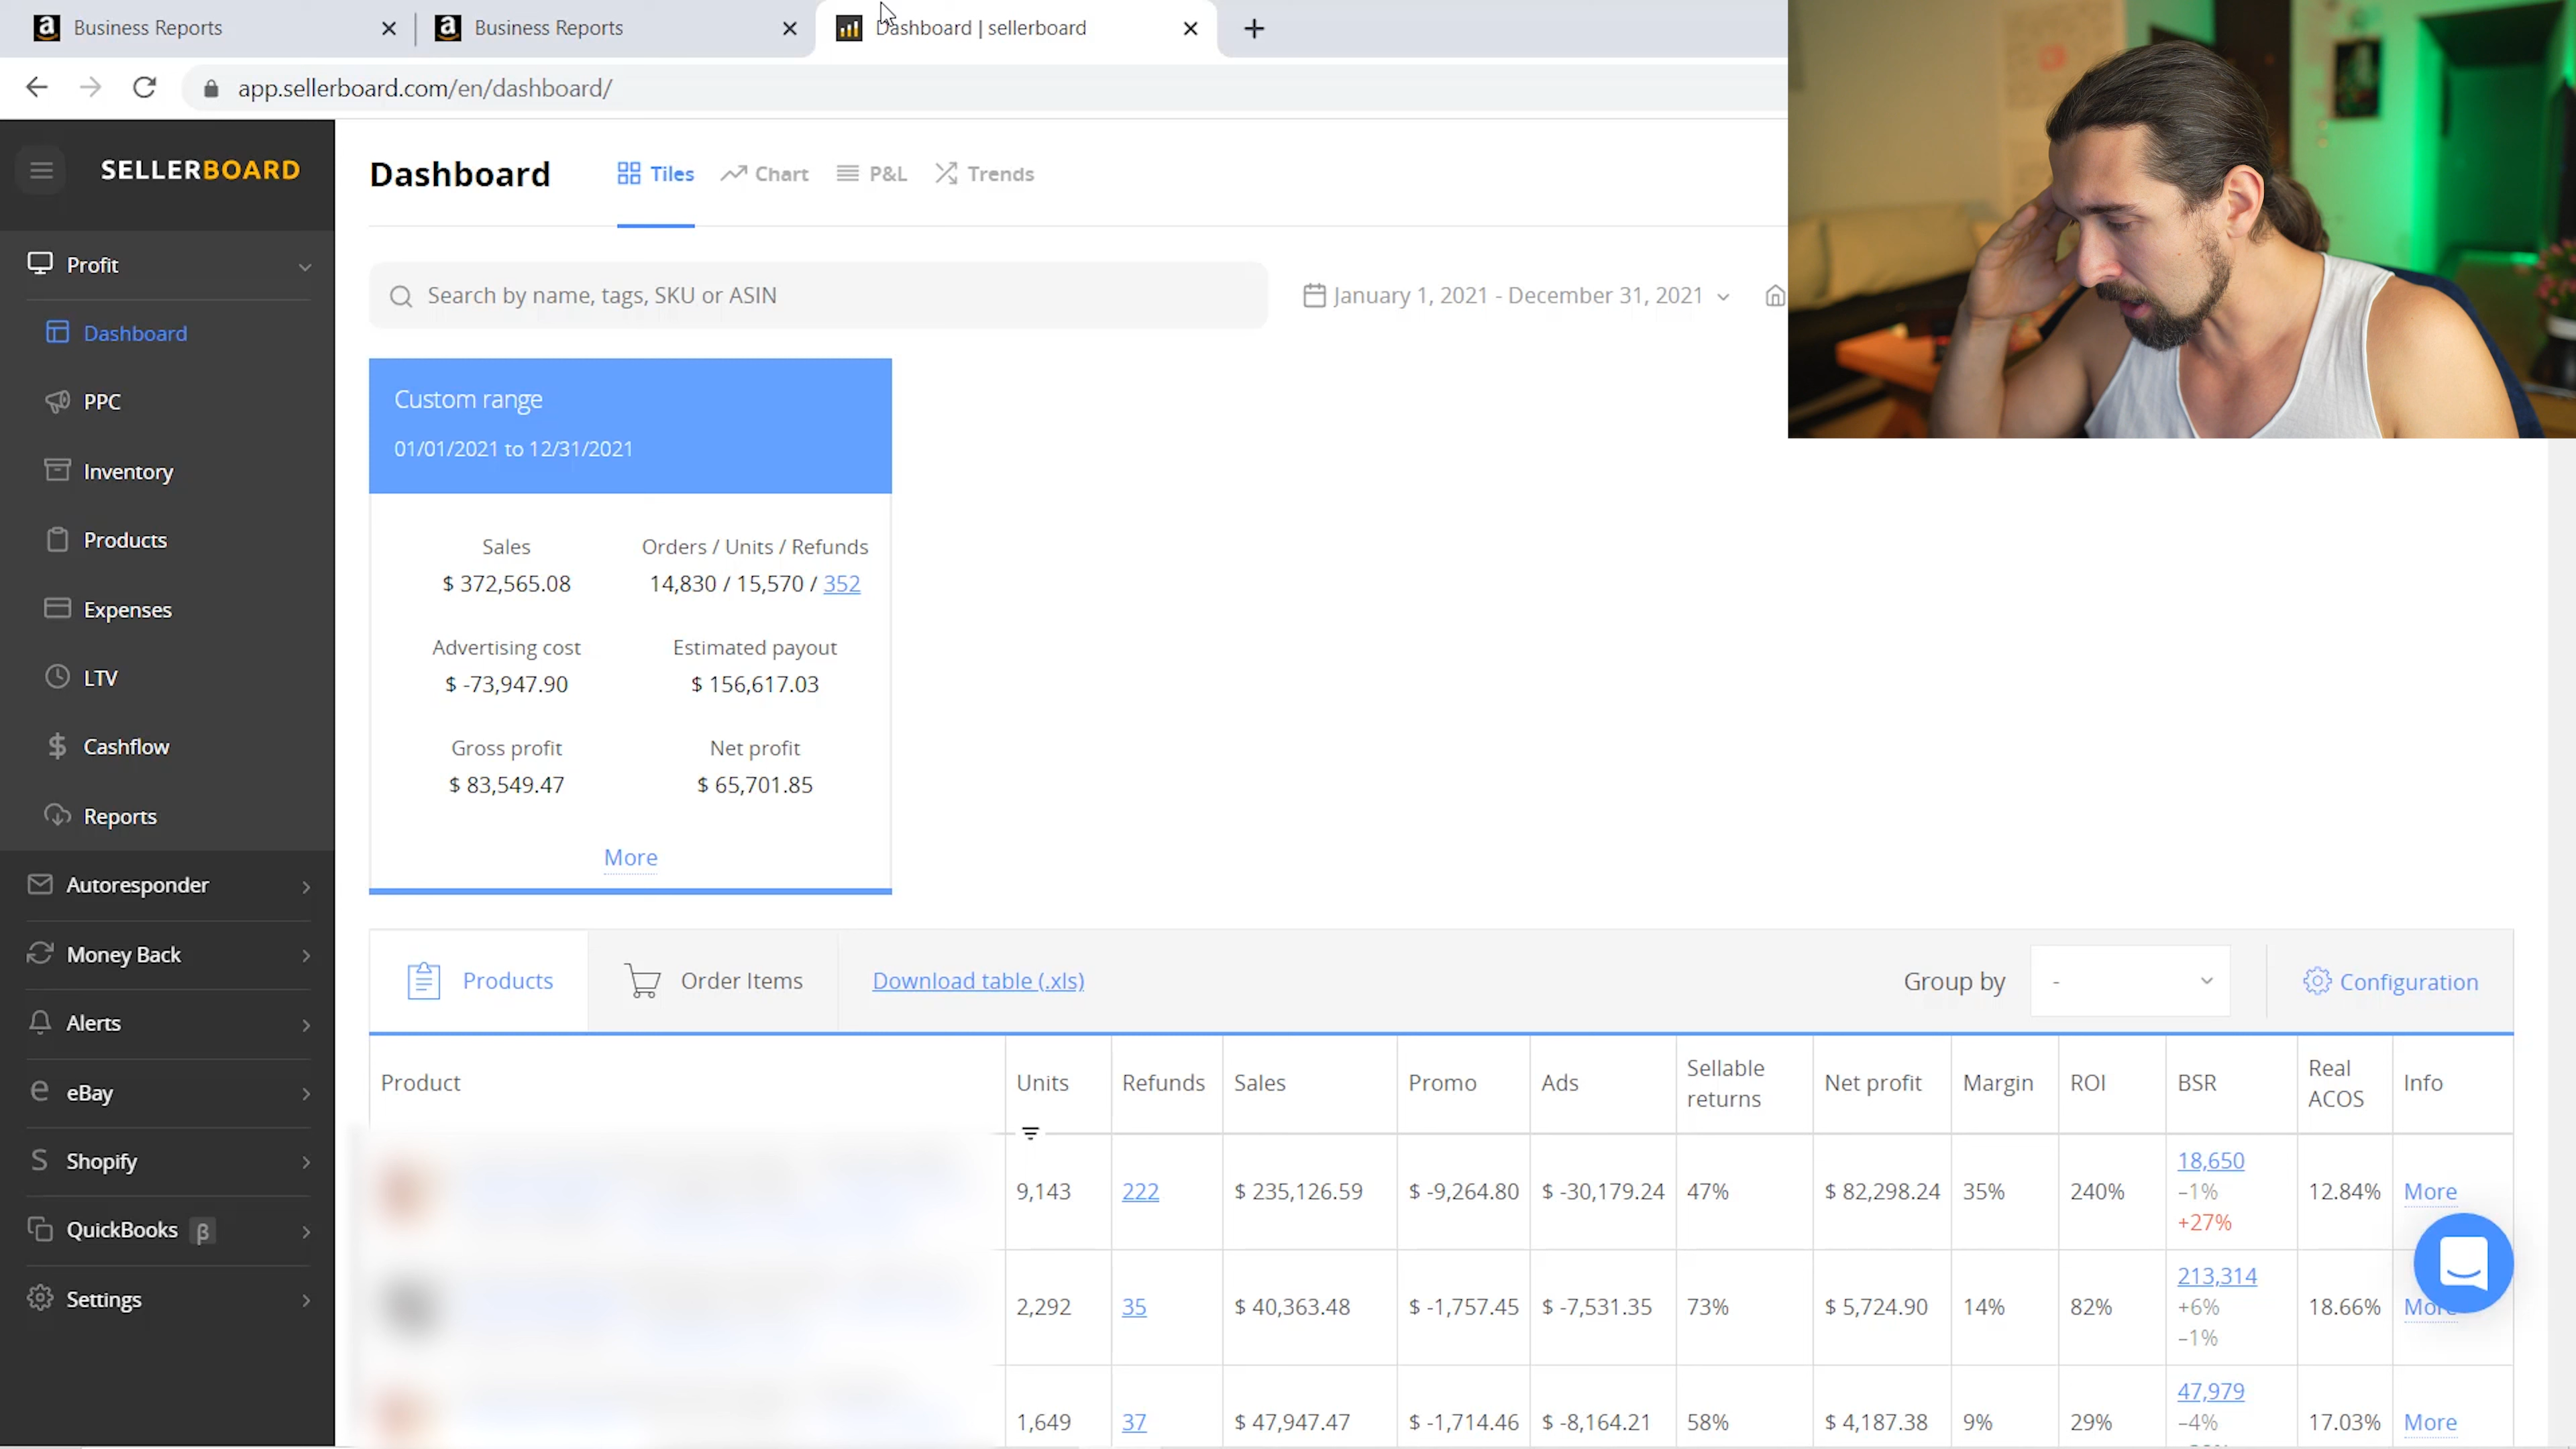 Business Reports
Business Reports
Dashboard | sellerboard
app.sellerboard.com/en/dashboard/
SELLERBOARD
Profit
Dashboard
PPC
Inventory
Products
Expenses
LTV
Cashflow
Reports
Autoresponder
Money Back
Alerts
eBay
Shopify
QuickBooks β
Settings
Dashboard Tiles Chart P&L Trends
Search by name, tags, SKU or ASIN
January 1, 2021 - December 31, 2021
Custom range
01/01/2021 to 12/31/2021
Sales Orders / Units / Refunds
$ 372,565.08 14,830 / 15,570 / 352
Advertising cost Estimated payout
$ -73,947.90 $ 156,617.03
Gross profit Net profit
$ 83,549.47 $ 65,701.85
More
Products Order Items Download table (.xls) Group by - Configuration
Product Units Refunds Sales Promo Ads Sellable returns Net profit Margin ROI BSR Real ACOS Info
9,143 222 $ 235,126.59 $ -9,264.80 $ -30,179.24 47% $ 82,298.24 35% 240% 18,650 12.84% More
–1%
+27%
2,292 35 $ 40,363.48 $ -1,757.45 $ -7,531.35 73% $ 5,724.90 14% 82% 213,314 18.66% More
+6%
–1%
1,649 37 $ 47,947.47 $ -1,714.46 $ -8,164.21 58% $ 4,187.38 9% 29% 47,979 17.03% More
–4%